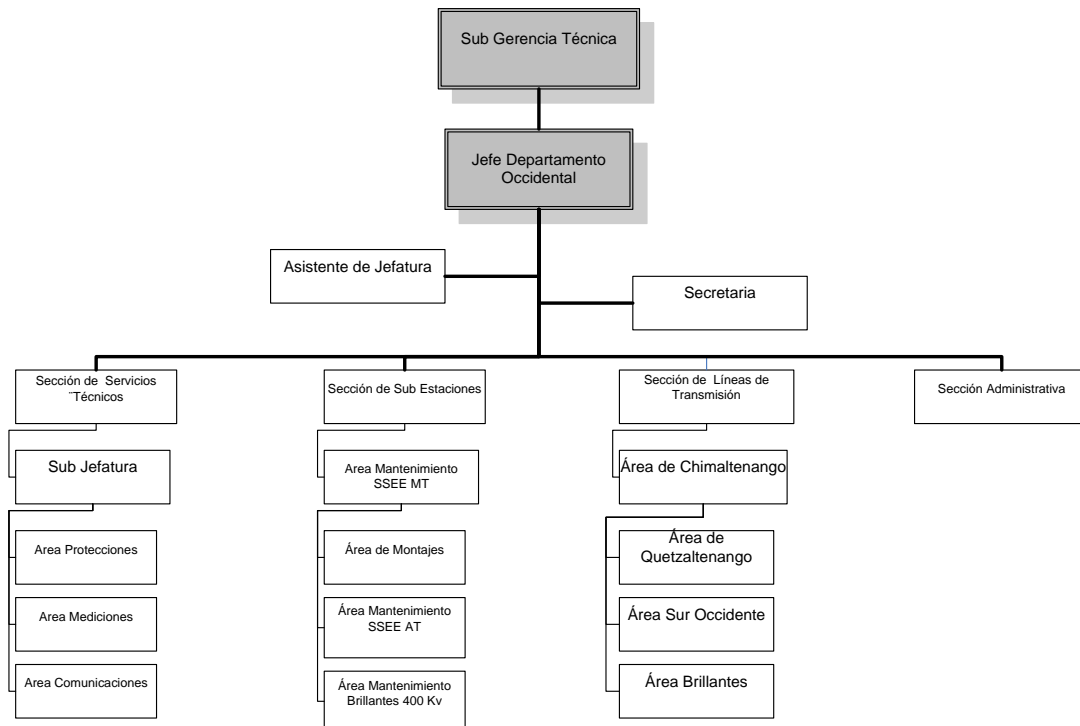 Sub Gerencia Técnica
Jefe Departamento
Occidental
Asistente de Jefatura
Secretaria
Sección de Servicios
¨Técnicos
Sección de Sub Estaciones
Sección de Líneas de
Transmisión
Sección Administrativa
Sub Jefatura
Area Mantenimiento
SSEE MT
Área de Chimaltenango
Area Protecciones
Área de Montajes
Área de
Quetzaltenango
Area Mediciones
Área Mantenimiento
SSEE AT
Área Sur Occidente
Area Comunicaciones
Área Mantenimiento
Brillantes 400 Kv
Área Brillantes